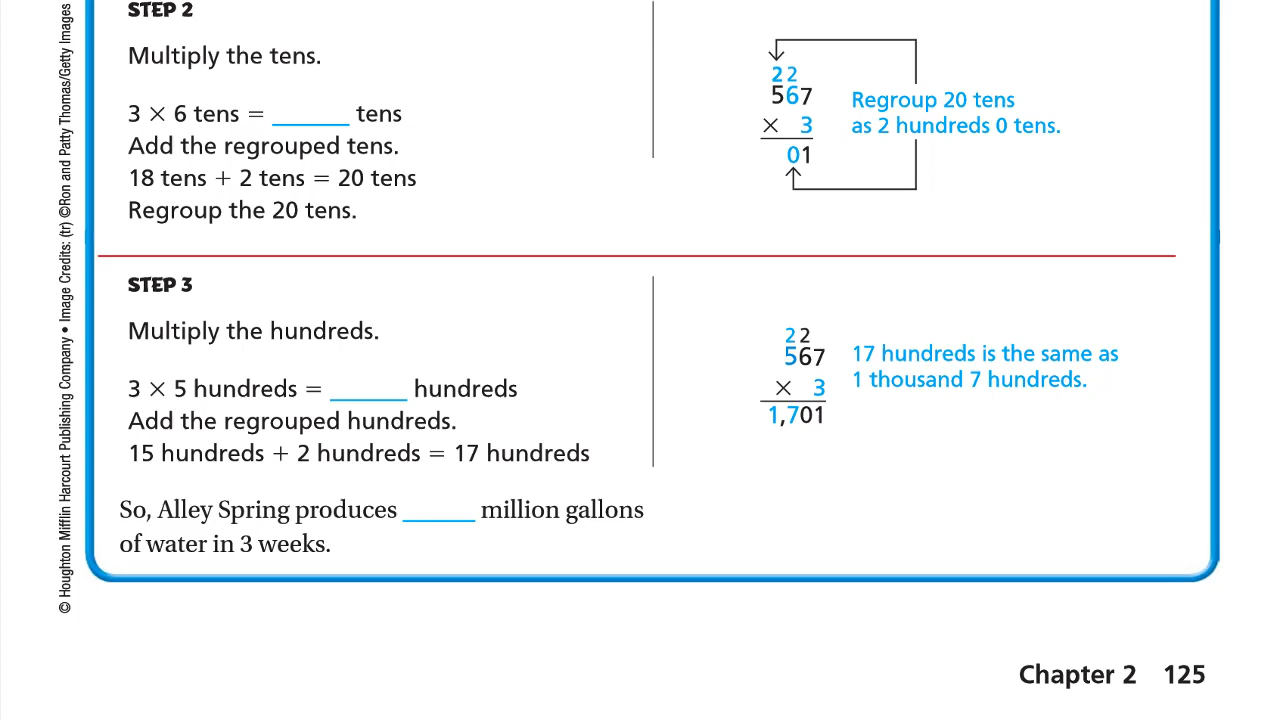 © Houghton Mifflin Harcourt Publishing Company • Image Credits: (tr) ©Ron and Patty Thomas/Getty Images
STEP 2
Multiply the tens.
3 × 6 tens = ______ tens
Add the regrouped tens.
18 tens + 2 tens = 20 tens
Regroup the 20 tens.
22
567
× 3
01
Regroup 20 tens
as 2 hundreds 0 tens.
STEP 3
Multiply the hundreds.
3 × 5 hundreds = ______ hundreds
Add the regrouped hundreds.
15 hundreds + 2 hundreds = 17 hundreds
22
567
× 3
1,701
17 hundreds is the same as
1 thousand 7 hundreds.
So, Alley Spring produces ______ million gallons
of water in 3 weeks.
Chapter 2 125